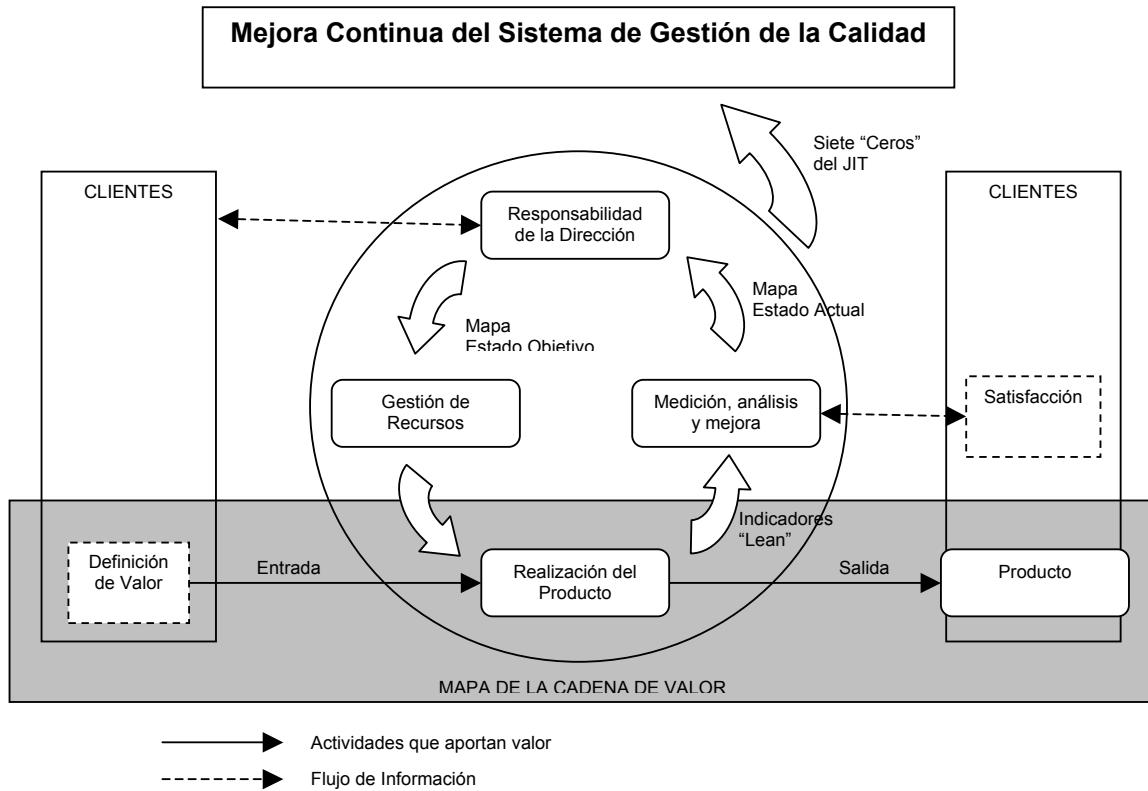 Mejora Continua del Sistema de Gestión de la Calidad
Siete “Ceros”
del JIT
CLIENTES
CLIENTES
Responsabilidad
de la Dirección
Mapa
Estado Actual
Mapa
Estado Objetivo
Gestión de
Recursos
Medición, análisis
y mejora
Satisfacción
Indicadores
“Lean”
Definición
de Valor
Entrada
Realización del
Producto
Salida
Producto
MAPA DE LA CADENA DE VALOR
Actividades que aportan valor
Flujo de Información